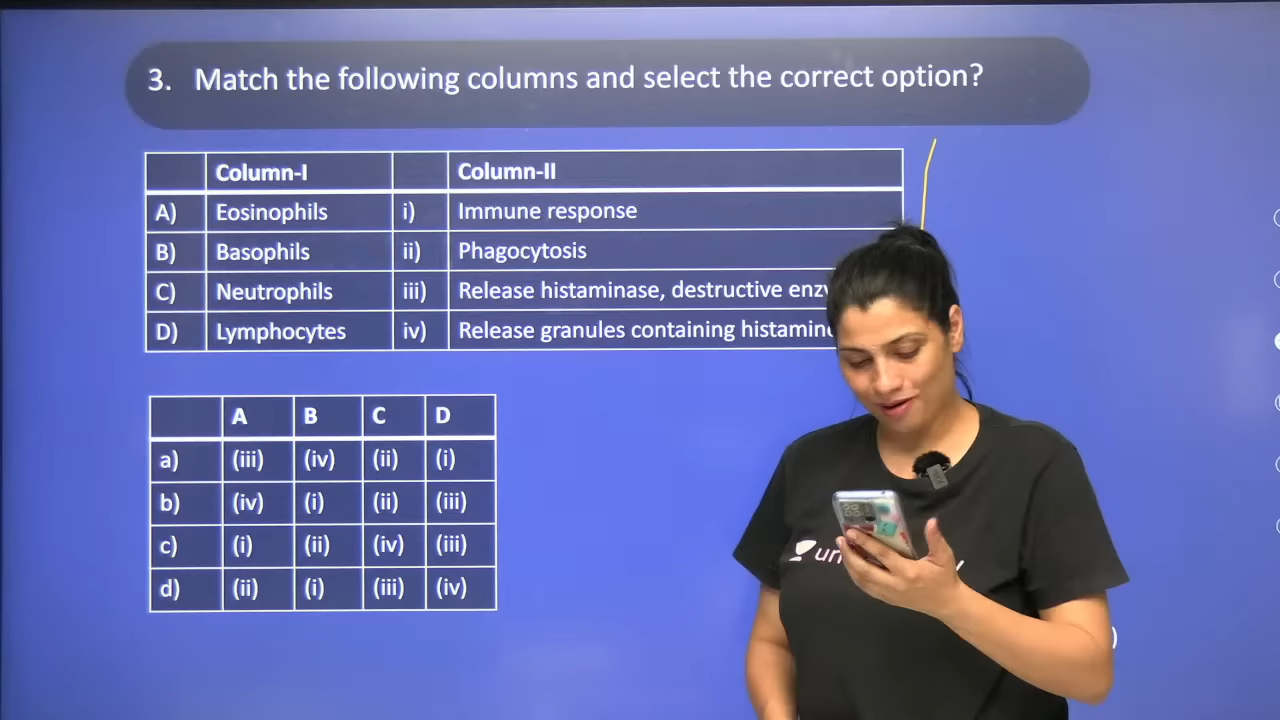 3. Match the following columns and select the correct option?
Column-I Column-II
A) Eosinophils i) Immune response
B) Basophils ii) Phagocytosis
C) Neutrophils iii) Release histaminase, destructive
D) Lymphocytes iv) Release granules containing
A B C D
a) (iii) (iv) (ii) (i)
b) (iv) (i) (ii) (iii)
c) (i) (ii) (iv) (iii)
d) (ii) (i) (iii) (iv)